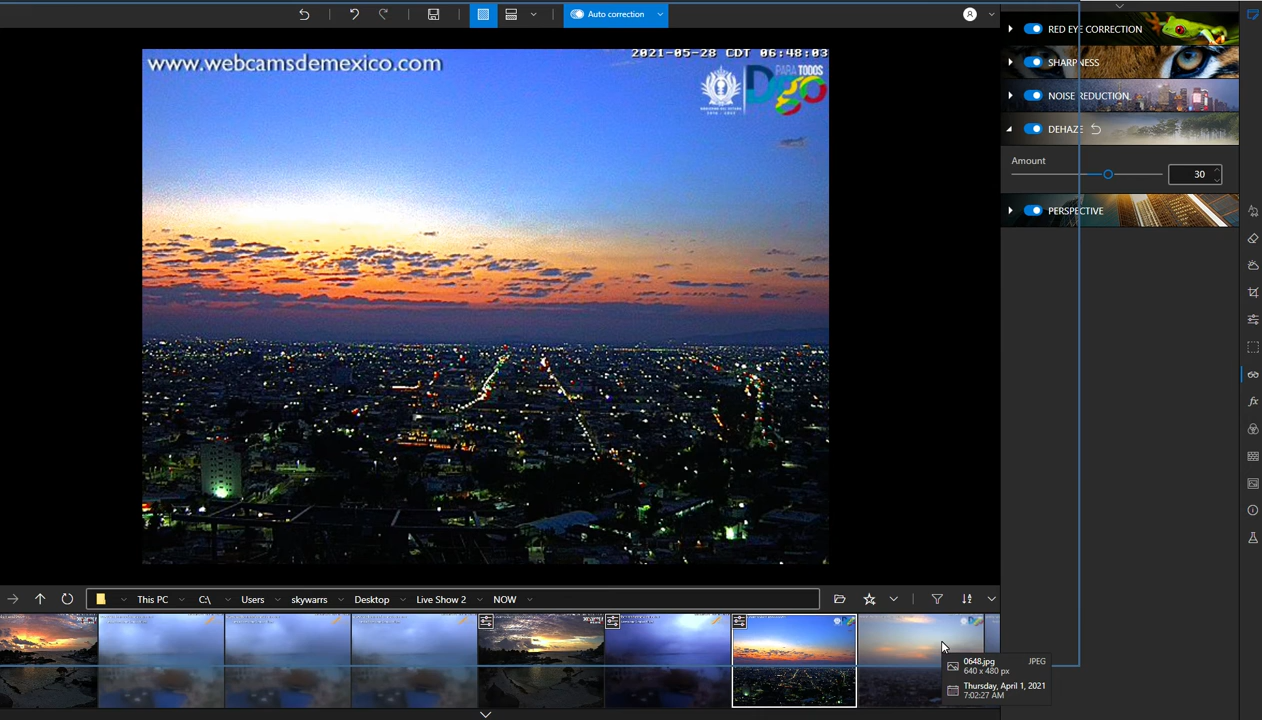 Auto correction
www.webcamsdemexico.com
2021-05-28 CDT 06:48:03
PARA TODOS
Dgo
RED EYE CORRECTION
SHARPNESS
NOISE REDUCTION
DEHAZE
Amount
30
PERSPECTIVE
This PC
C:\
Users
skywarrs
Desktop
Live Show 2
NOW
0648.jpg JPEG
640 x 480 px
Thursday, April 1, 2021
7:02:27 AM